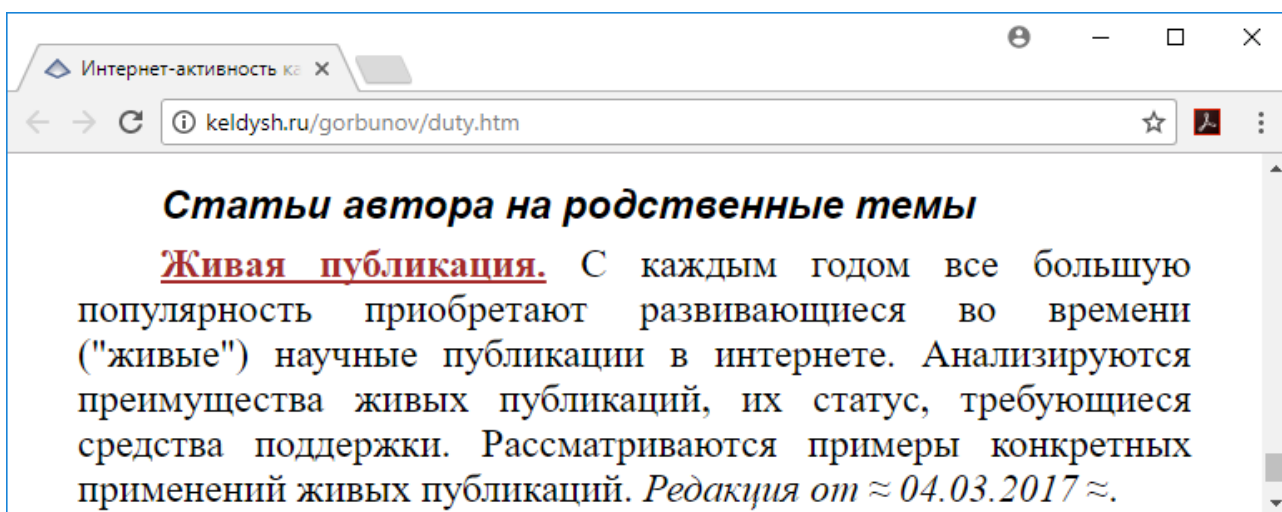 Интернет-активность ка
keldysh.ru/gorbunov/duty.htm
Статьи автора на родственные темы
Живая публикация. С каждым годом все большую
популярность приобретают развивающиеся во времени
("живые") научные публикации в интернете. Анализируются
преимущества живых публикаций, их статус, требующиеся
средства поддержки. Рассматриваются примеры конкретных
применений живых публикаций. Редакция от ≈ 04.03.2017 ≈.